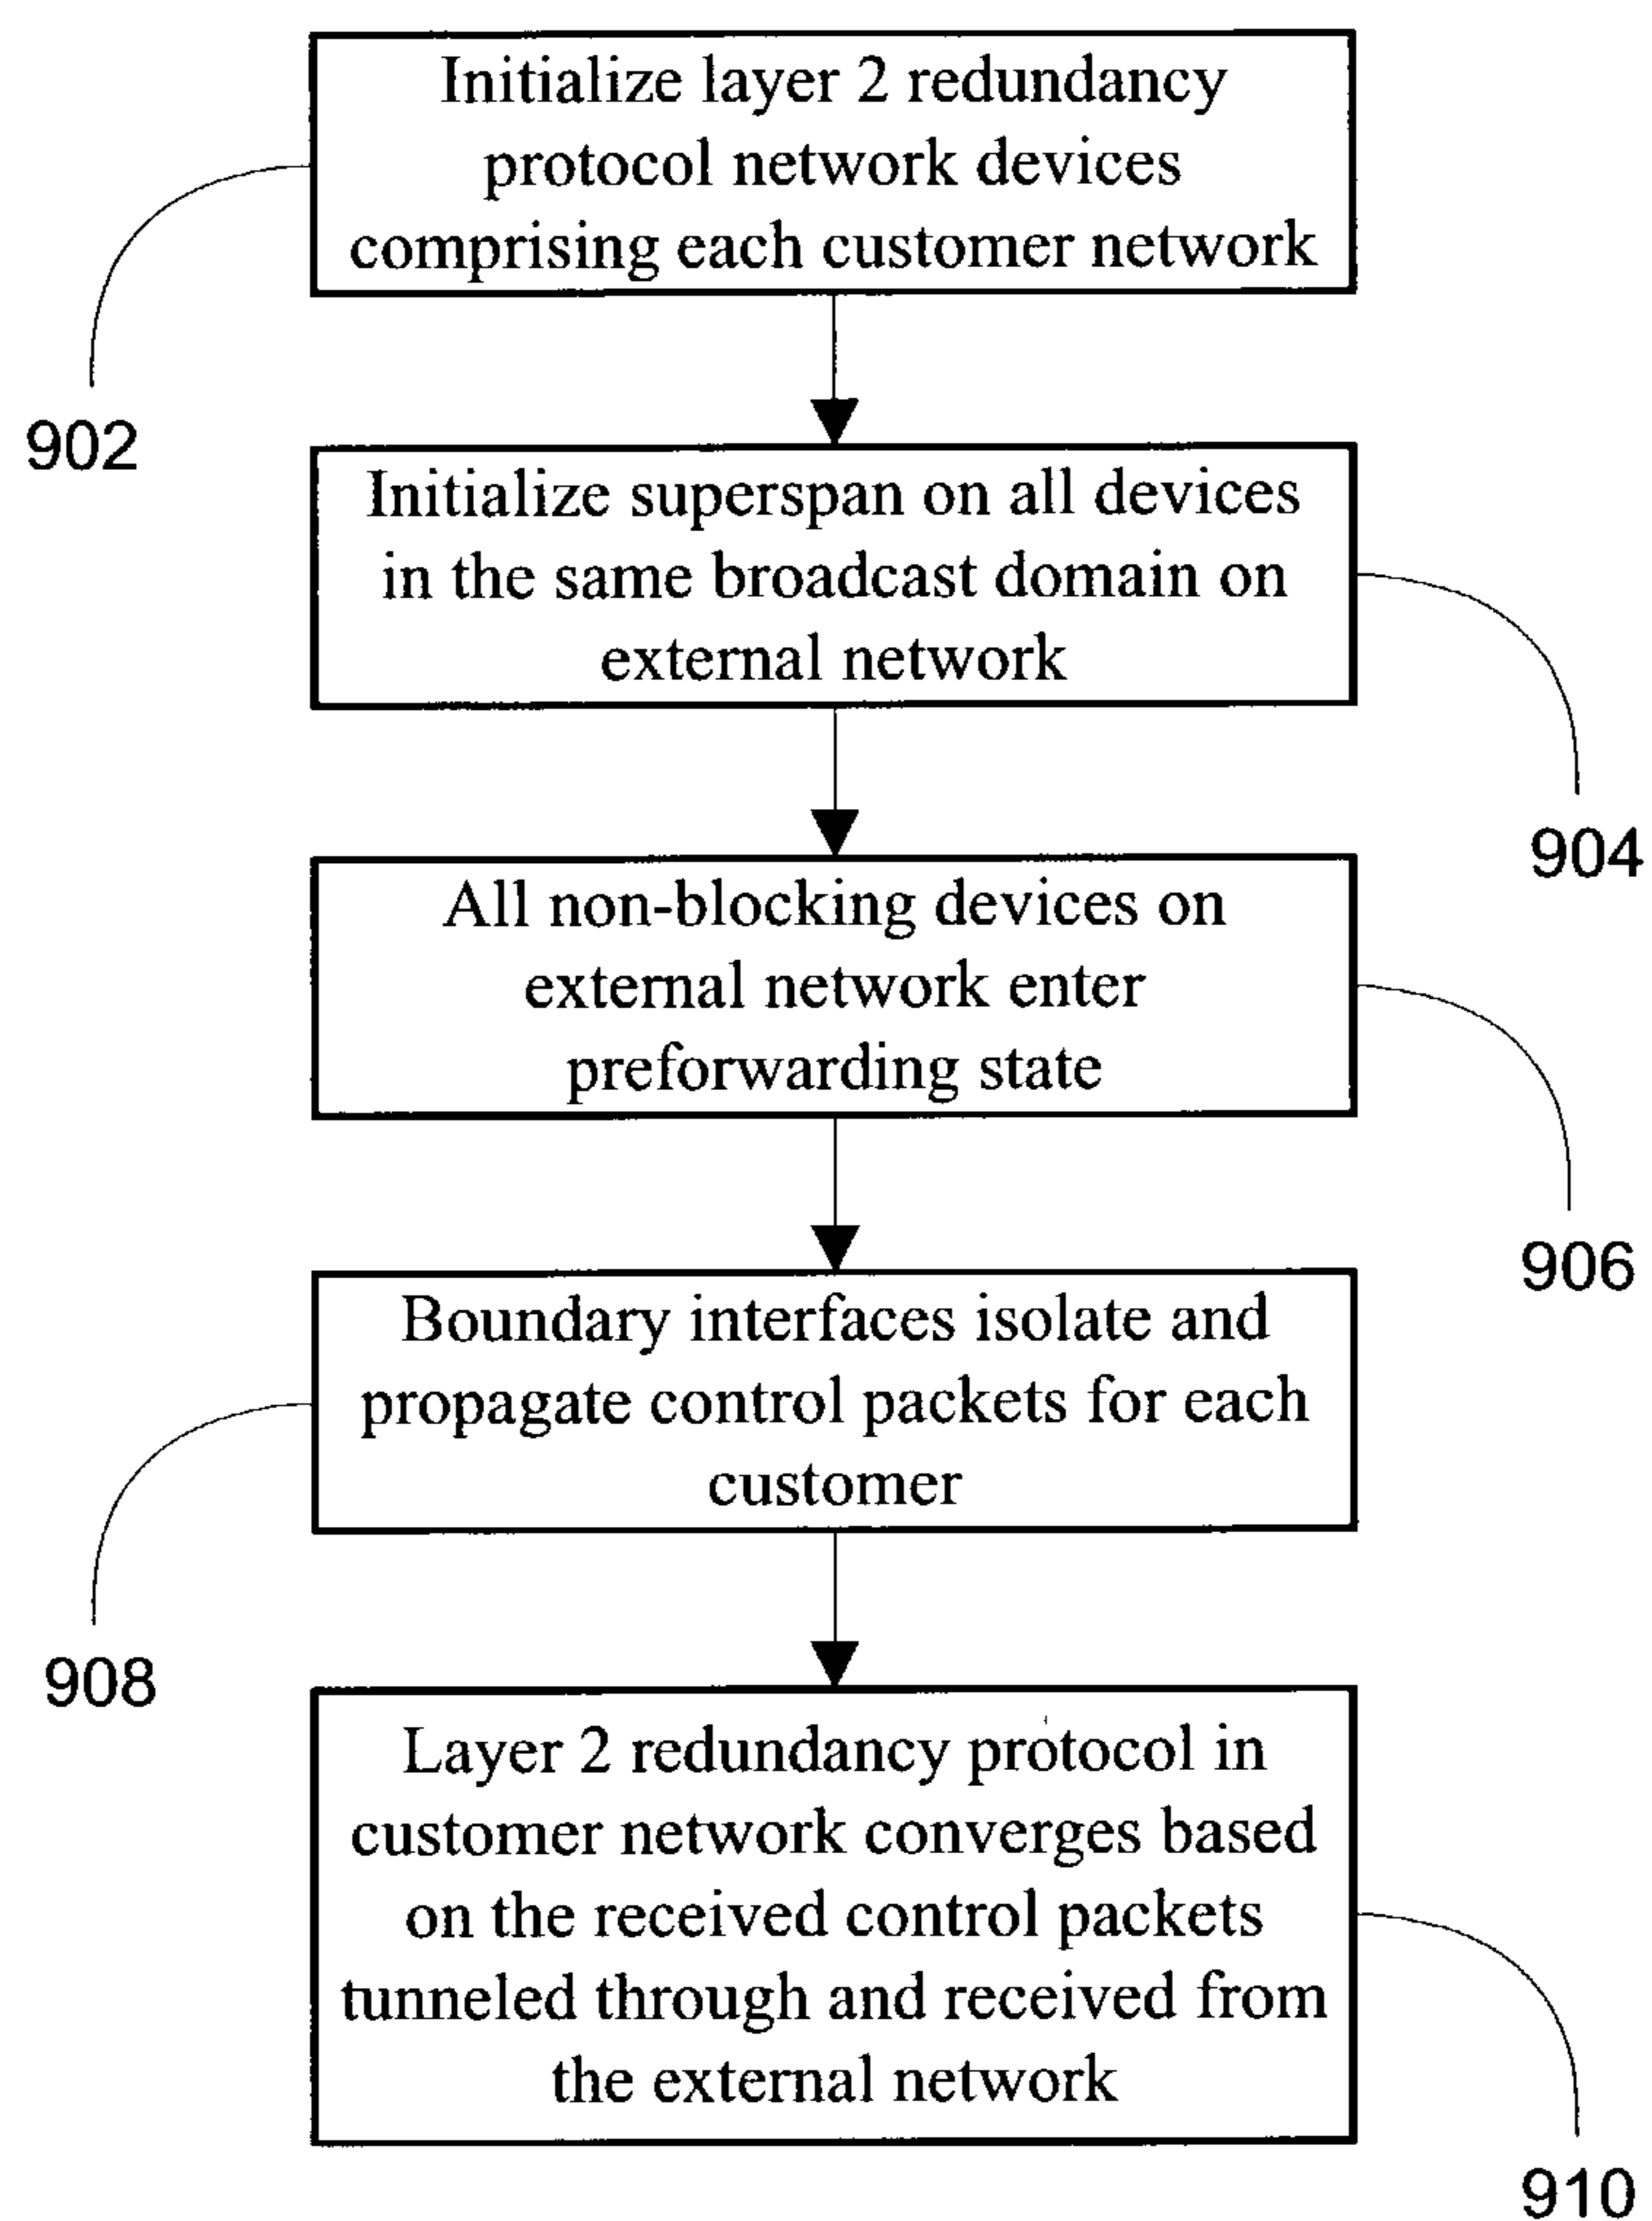 Initialize layer 2 redundancy
protocol network devices
comprising each customer network
902
Initialize superspan on all devices
in the same broadcast domain on
external network
904
All non-blocking devices on
external network enter
preforwarding state
906
Boundary interfaces isolate and
propagate control packets for each
customer
908
Layer 2 redundancy protocol in
customer network converges based
on the received control packets
tunneled through and received from
the external network
910